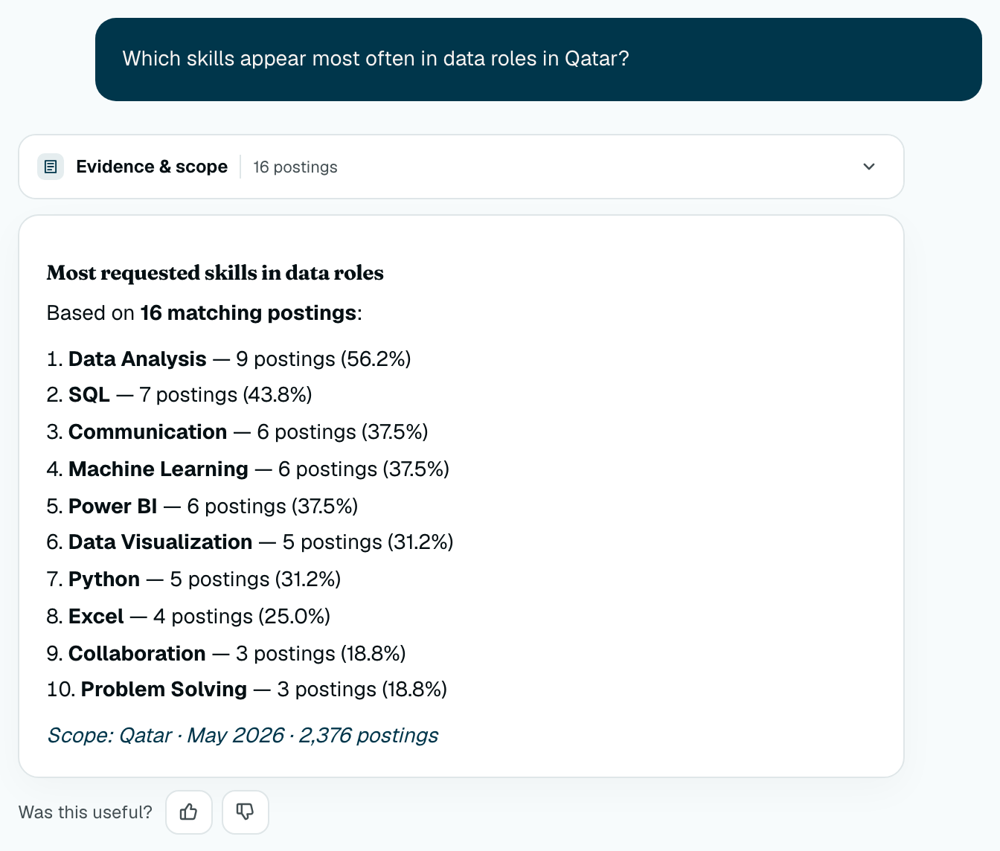 Which skills appear most often in data roles in Qatar?
Evidence & scope 16 postings
Most requested skills in data roles
Based on 16 matching postings:
1. Data Analysis — 9 postings (56.2%)
2. SQL — 7 postings (43.8%)
3. Communication — 6 postings (37.5%)
4. Machine Learning — 6 postings (37.5%)
5. Power BI — 6 postings (37.5%)
6. Data Visualization — 5 postings (31.2%)
7. Python — 5 postings (31.2%)
8. Excel — 4 postings (25.0%)
9. Collaboration — 3 postings (18.8%)
10. Problem Solving — 3 postings (18.8%)
Scope: Qatar · May 2026 · 2,376 postings
Was this useful?